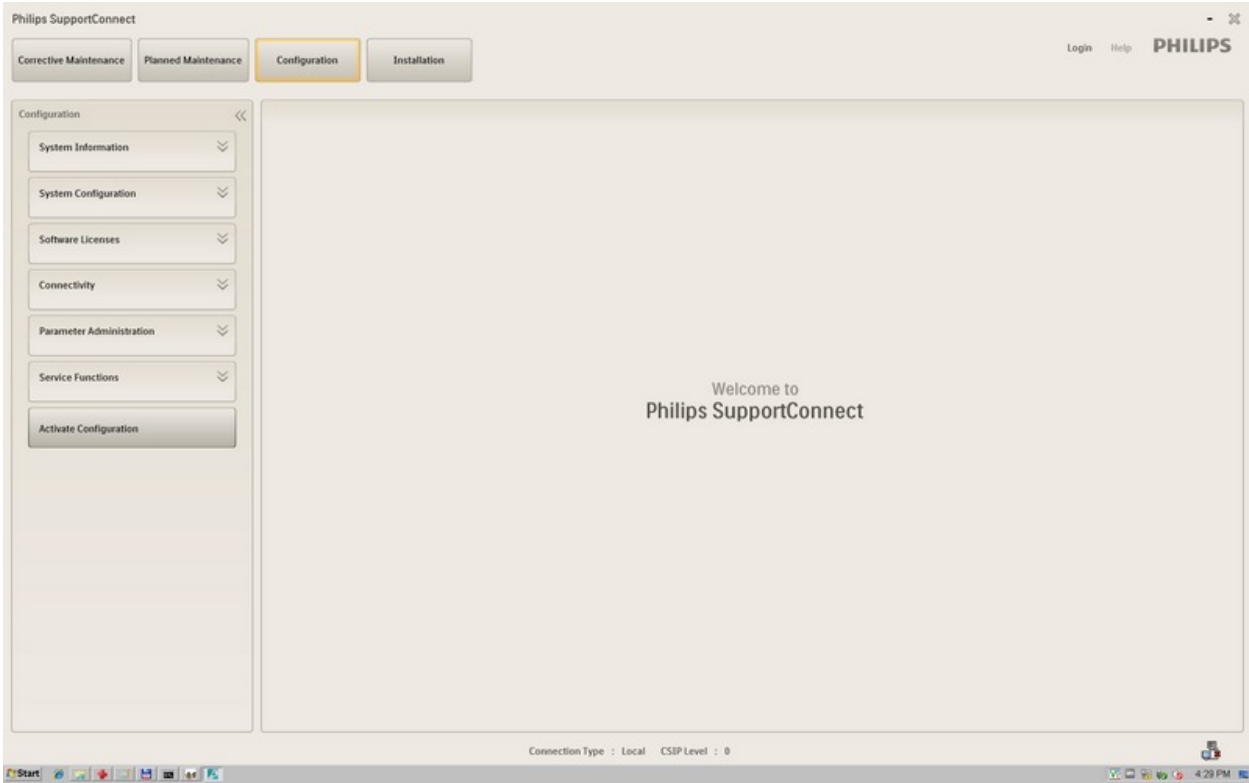 Philips SupportConnect
Corrective Maintenance Planned Maintenance Configuration Installation Login Help PHILIPS
Configuration
System Information
System Configuration
Software Licenses
Connectivity
Parameter Administration
Service Functions
Activate Configuration
Welcome to
Philips SupportConnect
Connection Type : Local CSIP Level : 0
Start 4:29 PM